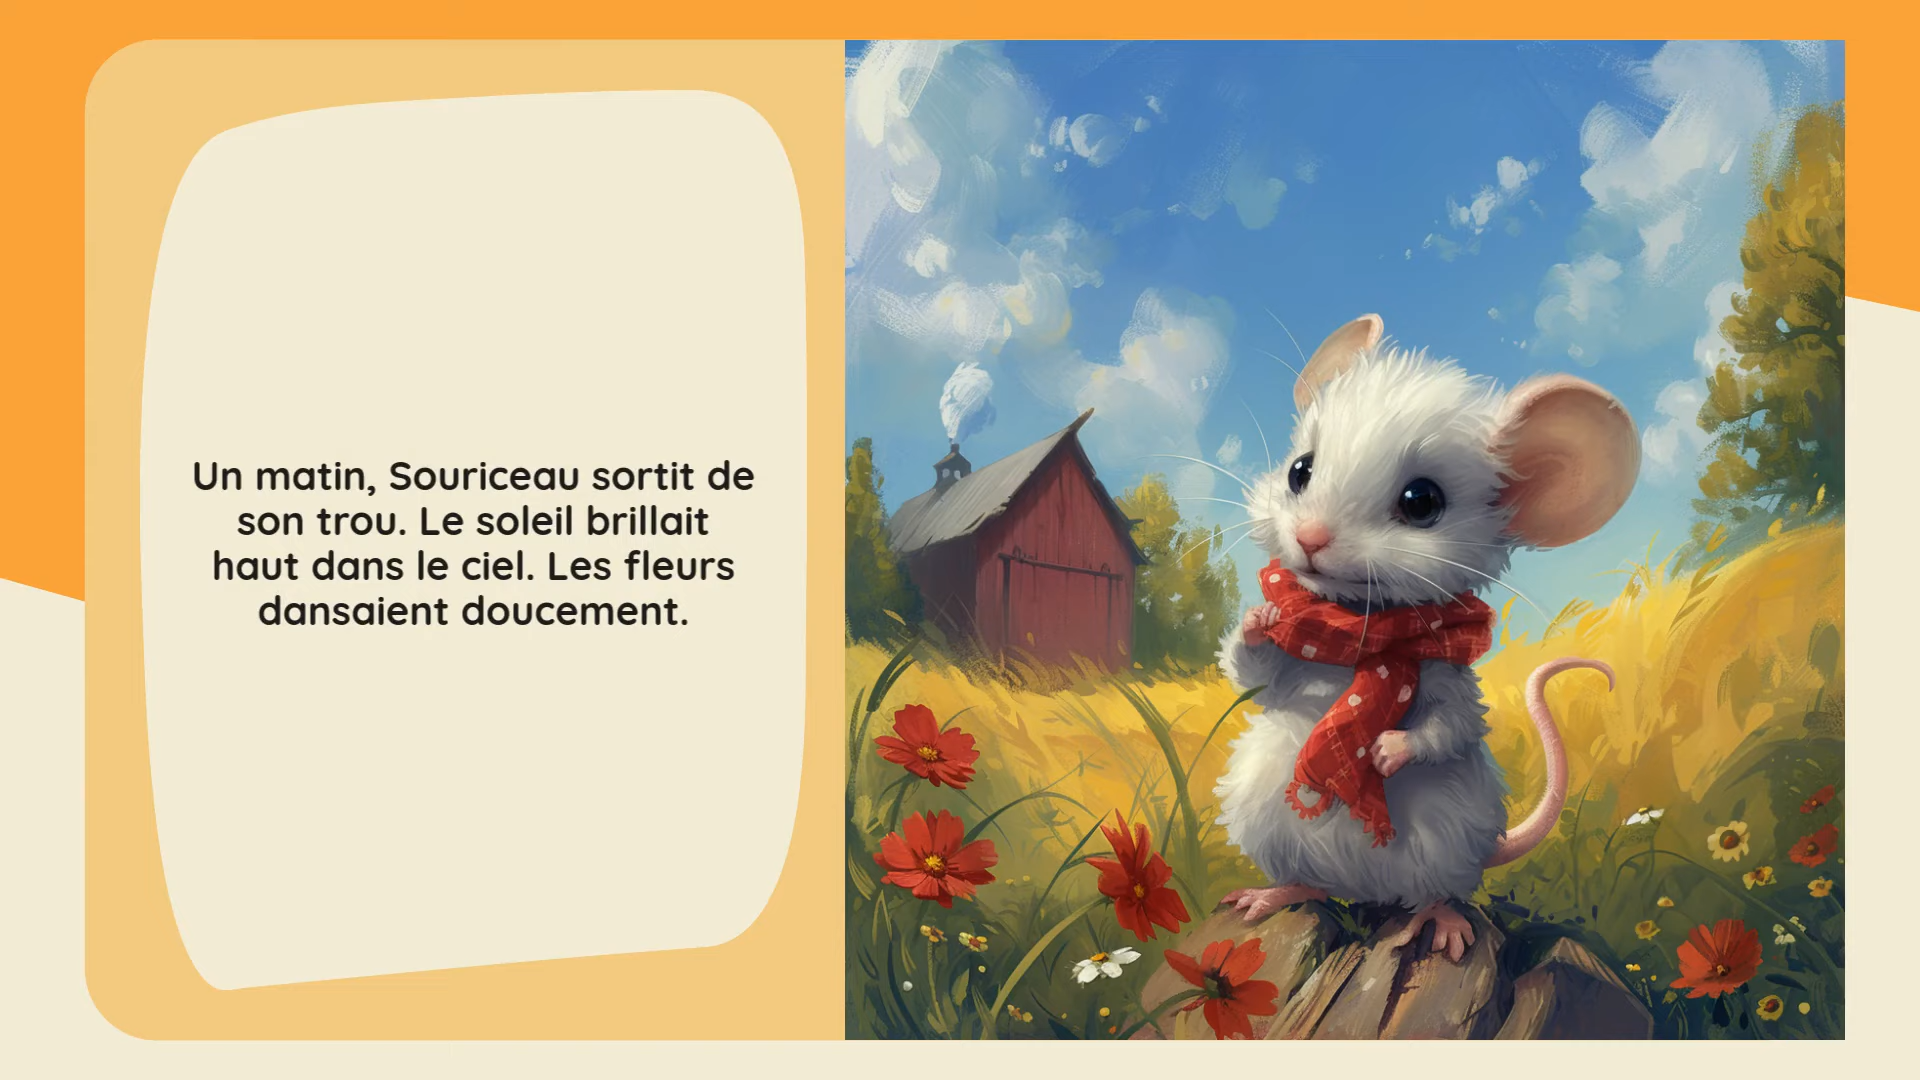 Un matin, Souriceau sortit de
son trou. Le soleil brillait
haut dans le ciel. Les fleurs
dansaient doucement.